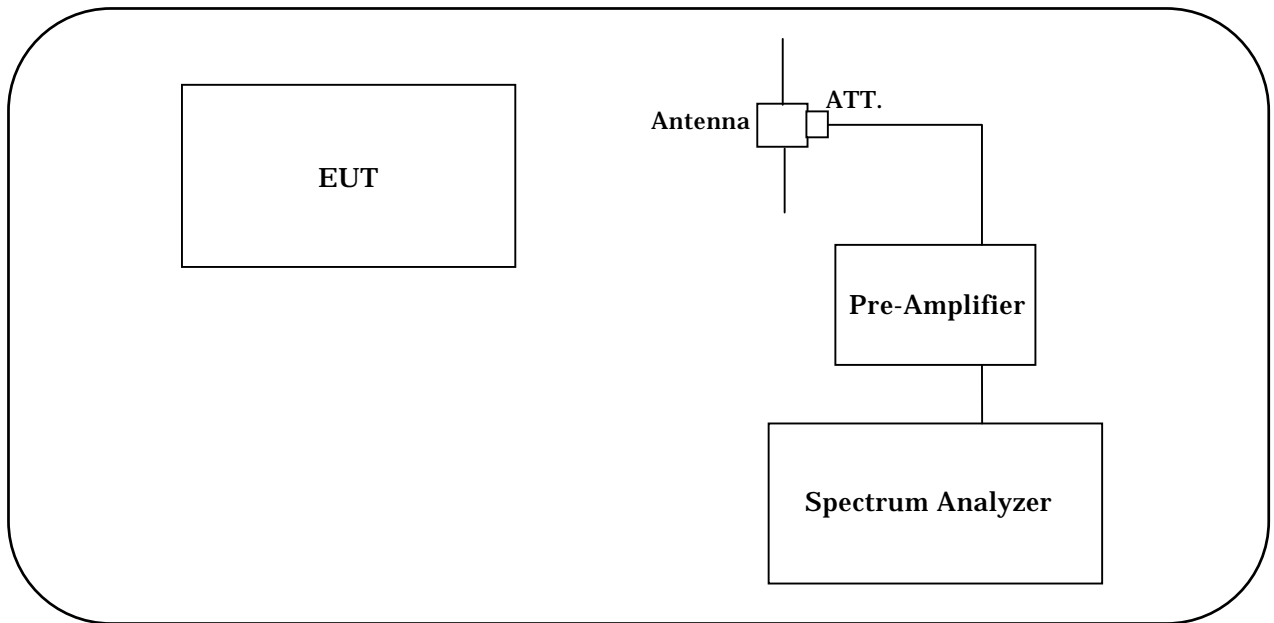 ATT.
Antenna
EUT
Pre-Amplifier
Spectrum Analyzer